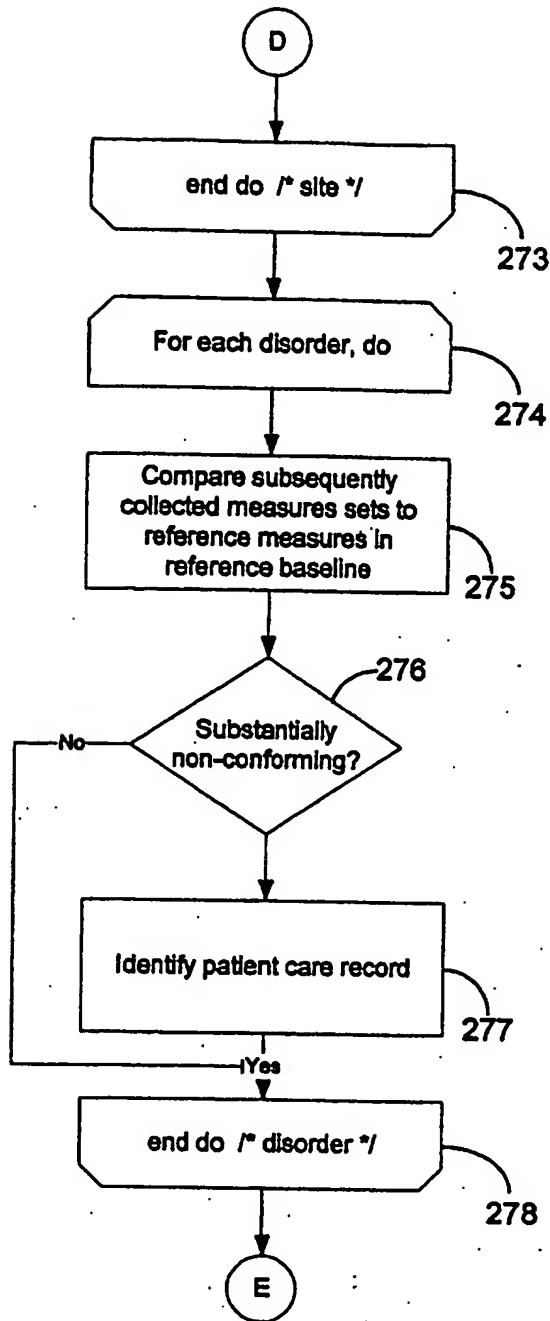 D
end do /* site */
273
For each disorder, do
274
Compare subsequently
collected measures sets to
reference measures in
reference baseline
275
276
Substantially
non-conforming?
No
Identify patient care record
277
Yes
end do /* disorder */
278
E